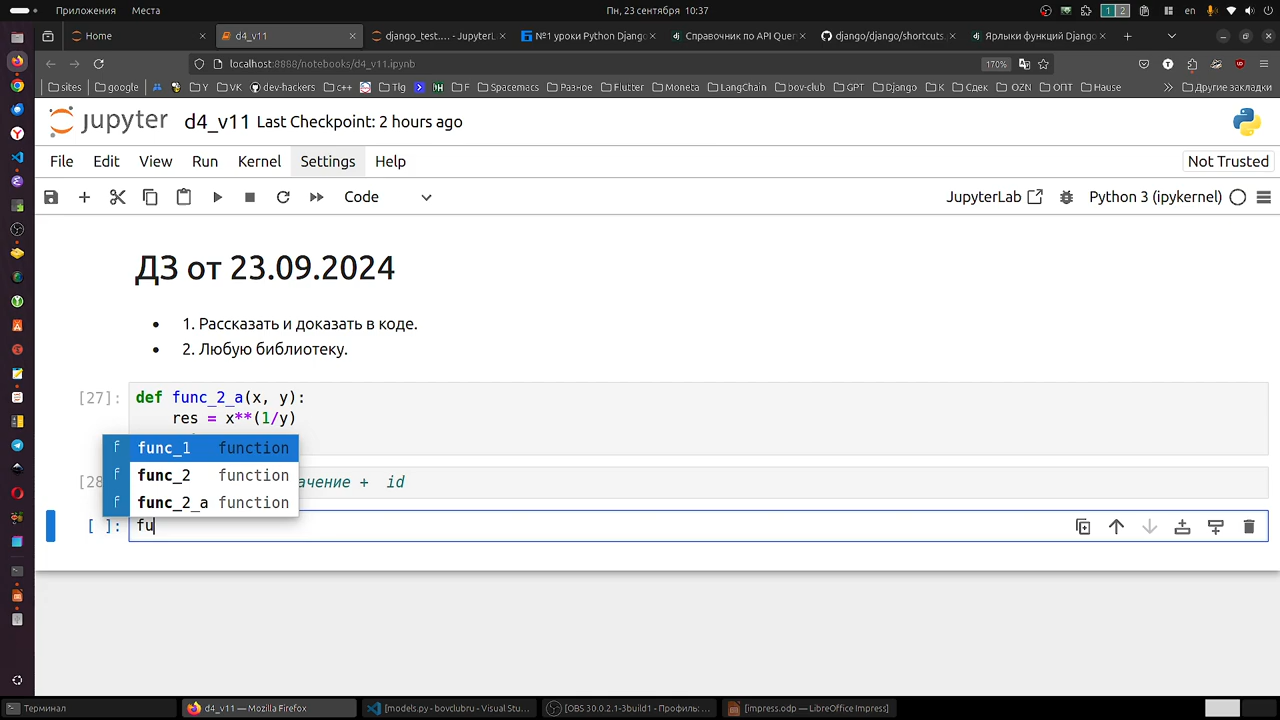 Приложения Места Пн, 23 сентября 10:37 1 2 en
Home d4_v11 django_test.... - JupyterL №1 уроки Python Django Справочник по API Quer django/django/shortcuts. Ярлыки функций Django
localhost:8888/notebooks/d4_v11.ipynb 170%
sites google Y VK dev-hackers c++ Tlg F Spacemacs Разное Flutter Moneta LangChain bov-club GPT Django K Сдек OZN ОПТ Hause Другие закладки
jupyter d4_v11 Last Checkpoint: 2 hours ago
File Edit View Run Kernel Settings Help Not Trusted
Code JupyterLab Python 3 (ipykernel)
ДЗ от 23.09.2024
1. Рассказать и доказать в коде.
2. Любую библиотеку.
[27]: def func_2_a(x, y):
res = x**(1/y)
func_1 function
func_2 function
[28 ачение + id
func_2_a function
[ ]: fu
Терминал d4_v11 — Mozilla Firefox [models.py - bovclubru - Visual Stu... [OBS 30.0.2.1-3build1 - Профиль: ... [impress.odp — LibreOffice Impress]